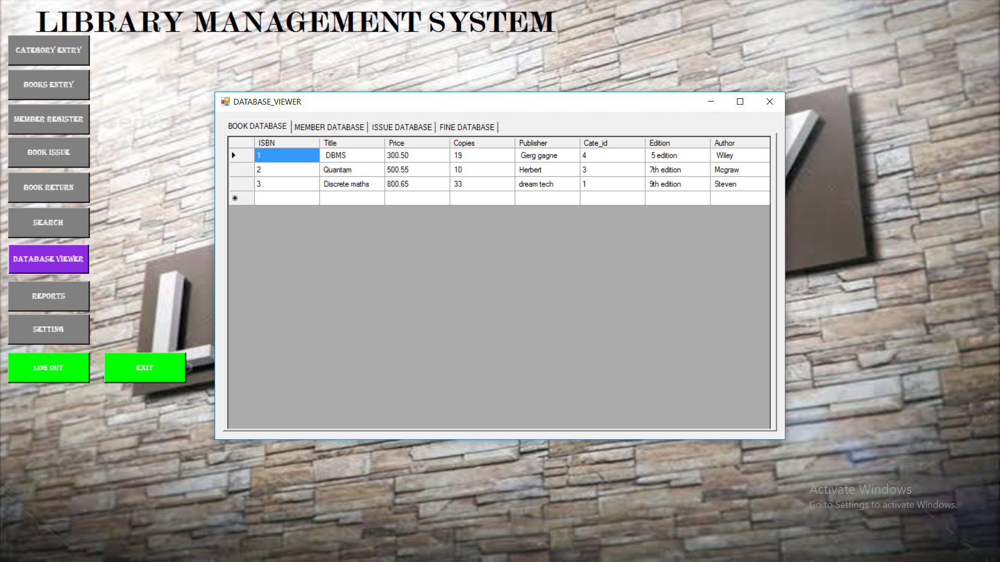 LIBRARY MANAGEMENT SYSTEM
CATEGORY ENTRY
BOOKS ENTRY
MEMBER REGISTER
BOOK ISSUE
BOOK RETURN
SEARCH
DATABASE VIEWER
REPORTS
SETTING
LOG OUT
EXIT
DATABASE_VIEWER
BOOK DATABASE MEMBER DATABASE ISSUE DATABASE FINE DATABASE
ISBN Title Price Copies Publisher Cate_id Edition Author
1 DBMS 300.50 19 Gerg gagne 4 5 edition Wiley
2 Quantam 500.55 10 Herbert 3 7th edition Mcgraw
3 Discrete maths 800.65 33 dream tech 1 9th edition Steven
Activate Windows
Go to Settings to activate Windows.